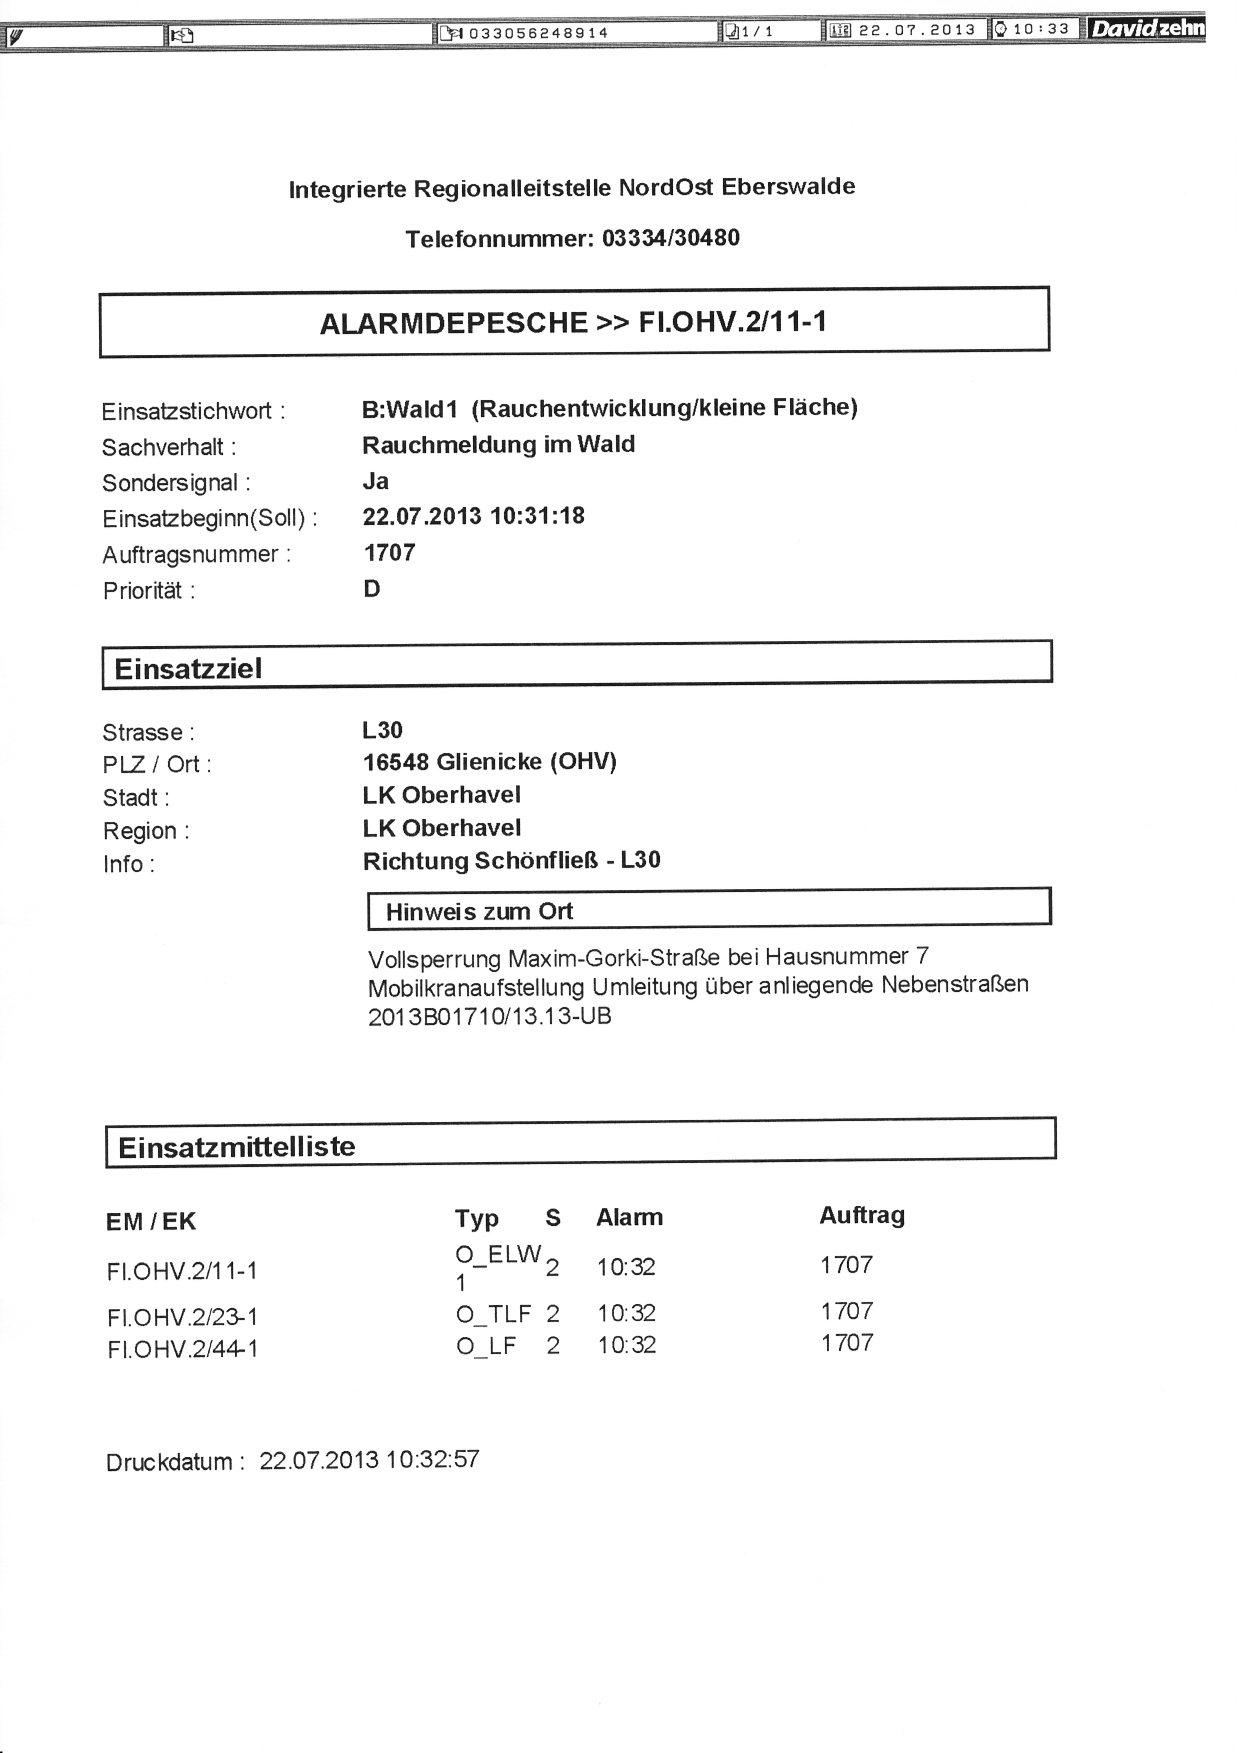 033056248914 1/1 22.07.2013 10:33 Davidzehn
Integrierte Regionalleitstelle NordOst Eberswalde
Telefonnummer: 03334/30480
ALARMDEPESCHE >> Fl.OHV.2/11-1
Einsatzstichwort : B:Wald1 (Rauchentwicklung/kleine Fläche)
Sachverhalt : Rauchmeldung im Wald
Sondersignal : Ja
Einsatzbeginn(Soll) : 22.07.2013 10:31:18
Auftragsnummer : 1707
Priorität : D
Einsatzziel
Strasse : L30
PLZ / Ort : 16548 Glienicke (OHV)
Stadt : LK Oberhavel
Region : LK Oberhavel
Info : Richtung Schönfließ - L30
Hinweis zum Ort
Vollsperrung Maxim-Gorki-Straße bei Hausnummer 7
Mobilkranaufstellung Umleitung über anliegende Nebenstraßen
2013B01710/13.13-UB
Einsatzmittelliste
EM / EK Typ S Alarm Auftrag
Fl.OHV.2/11-1 O_ELW 2 10:32 1707
1
Fl.OHV.2/23-1 O_TLF 2 10:32 1707
Fl.OHV.2/44-1 O_LF 2 10:32 1707
Druckdatum : 22.07.2013 10:32:57